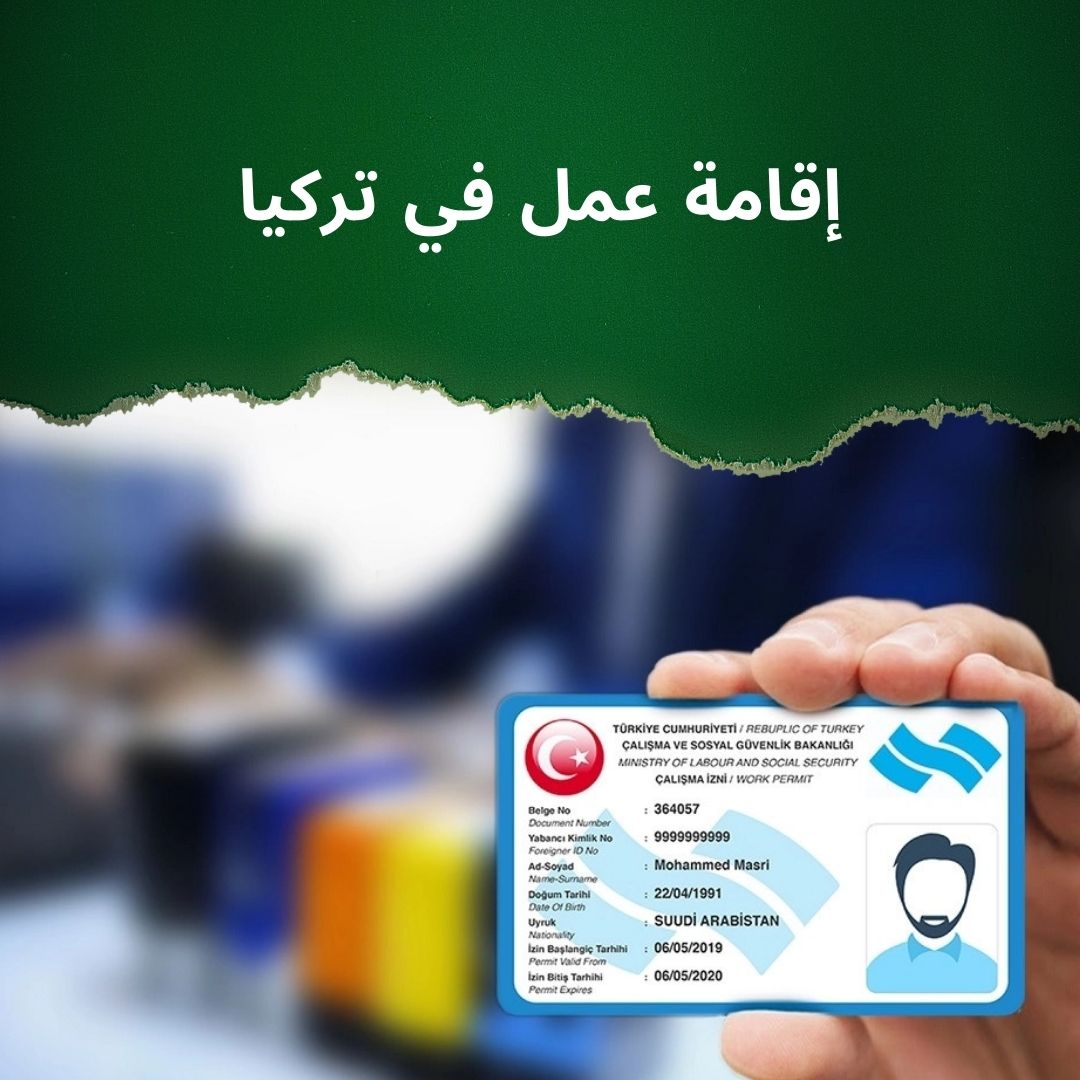 إقامة عمل في تركيا
TÜRKİYE CUMHURİYETİ / REBUPLIC OF TURKEY
ÇALIŞMA VE SOSYAL GÜVENLİK BAKANLIĞI
MINISTRY OF LABOUR AND SOCIAL SECURITY
ÇALIŞMA İZNİ / WORK PERMIT
Belge No : 364057
Document Number
Yabancı Kimlik No : 9999999999
Foreigner ID No
Ad-Soyad : Mohammed Masri
Name-Surname
Doğum Tarihi : 22/04/1991
Date Of Birth
Uyruk : SUUDİ ARABİSTAN
Nationality
İzin Başlangiç Tarihi : 06/05/2019
Permit Valid From
İzin Bitiş Tarihi : 06/05/2020
Permit Expires